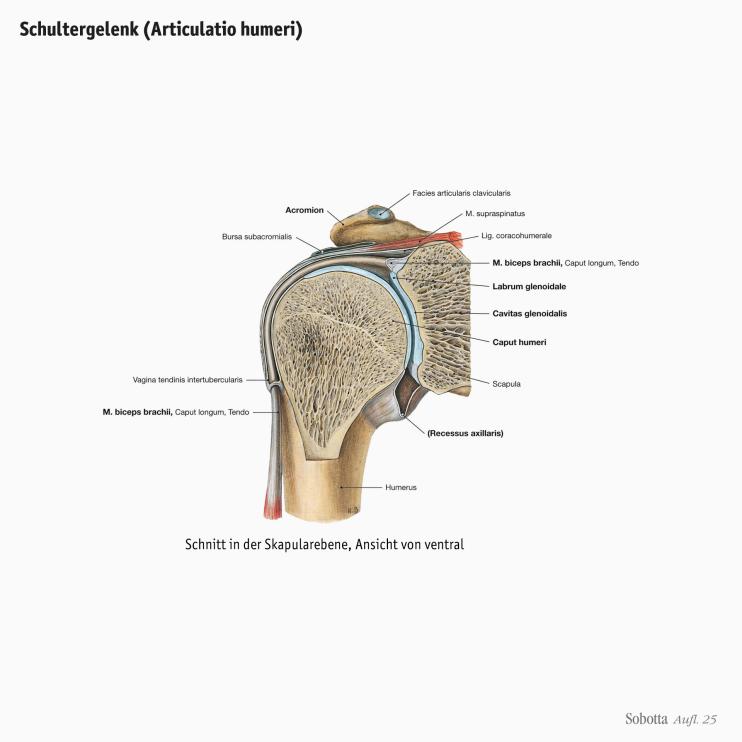 Schultergelenk (Articulatio humeri)
Facies articularis clavicularis
Acromion
M. supraspinatus
Bursa subacromialis
Lig. coracohumerale
M. biceps brachii, Caput longum, Tendo
Labrum glenoidale
Cavitas glenoidalis
Caput humeri
Vagina tendinis intertubercularis
Scapula
M. biceps brachii, Caput longum, Tendo
(Recessus axillaris)
Humerus
Schnitt in der Skapularebene, Ansicht von ventral
Sobotta Aufl. 25